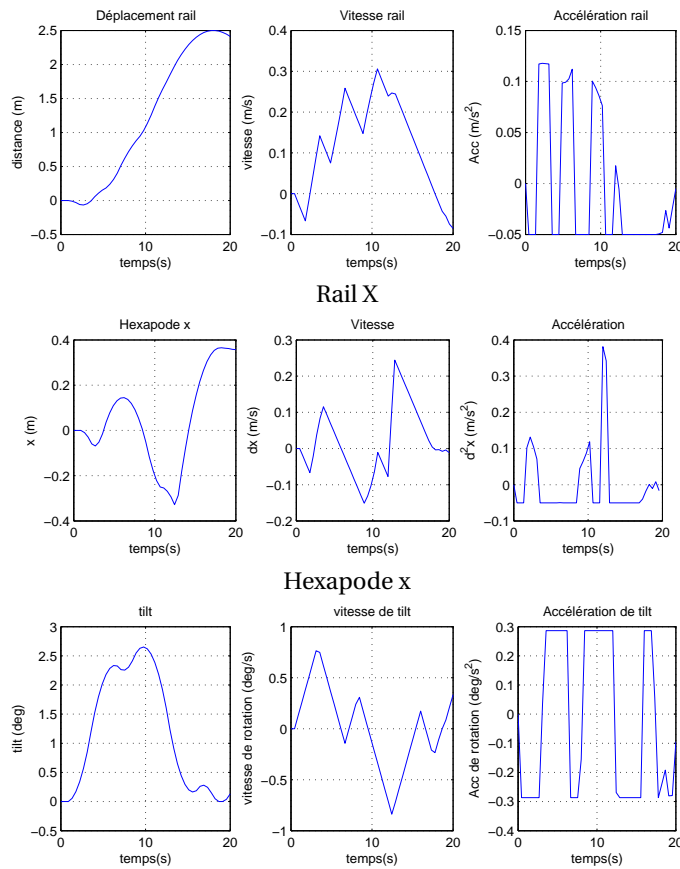 Déplacement rail
Vitesse rail
Accélération rail
2.5
2
1.5
1
0.5
0
−0.5
distance (m)
0 10 20
temps(s)
0.4
0.3
0.2
0.1
0
−0.1
vitesse (m/s)
0 10 20
temps(s)
0.15
0.1
0.05
0
−0.05
Acc (m/s²)
0 10 20
temps(s)
Rail X
Hexapode x
Vitesse
Accélération
0.4
0.2
0
−0.2
−0.4
x (m)
0 10 20
temps(s)
0.3
0.2
0.1
0
−0.1
−0.2
dx (m/s)
0 10 20
temps(s)
0.4
0.3
0.2
0.1
0
−0.1
d²x (m/s²)
0 10 20
temps(s)
Hexapode x
tilt
vitesse de tilt
Accélération de tilt
3
2.5
2
1.5
1
0.5
0
−0.5
tilt (deg)
0 10 20
temps(s)
1
0.5
0
−0.5
−1
vitesse de rotation (deg/s)
0 10 20
temps(s)
0.3
0.2
0.1
0
−0.1
−0.2
−0.3
−0.4
Acc de rotation (deg/s²)
0 10 20
temps(s)